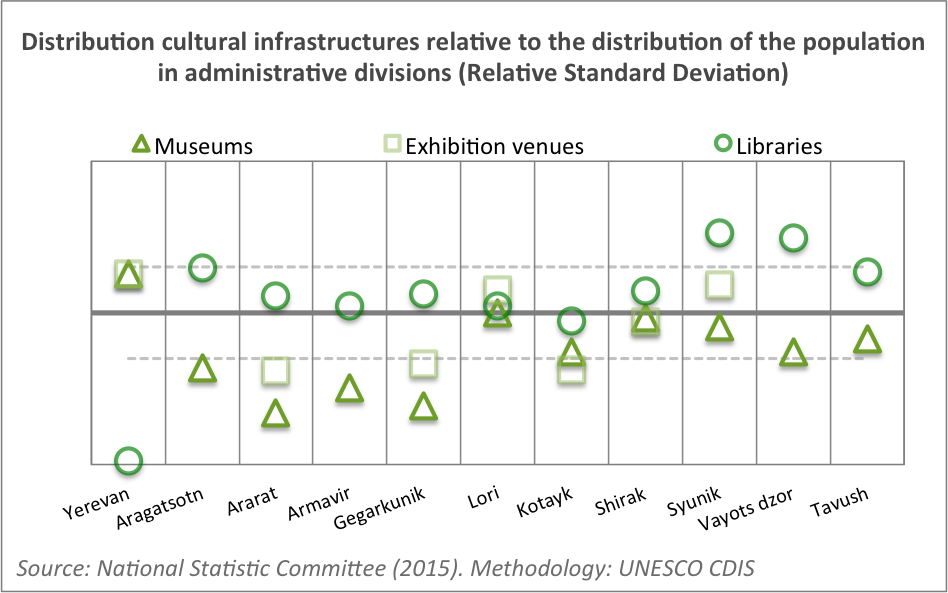 Distribution cultural infrastructures relative to the distribution of the population
in administrative divisions (Relative Standard Deviation)
Museums Exhibition venues Libraries
Yerevan Aragatsotn Ararat Armavir Gegarkunik Lori Kotayk Shirak Syunik Vayots dzor Tavush
Source: National Statistic Committee (2015). Methodology: UNESCO CDIS